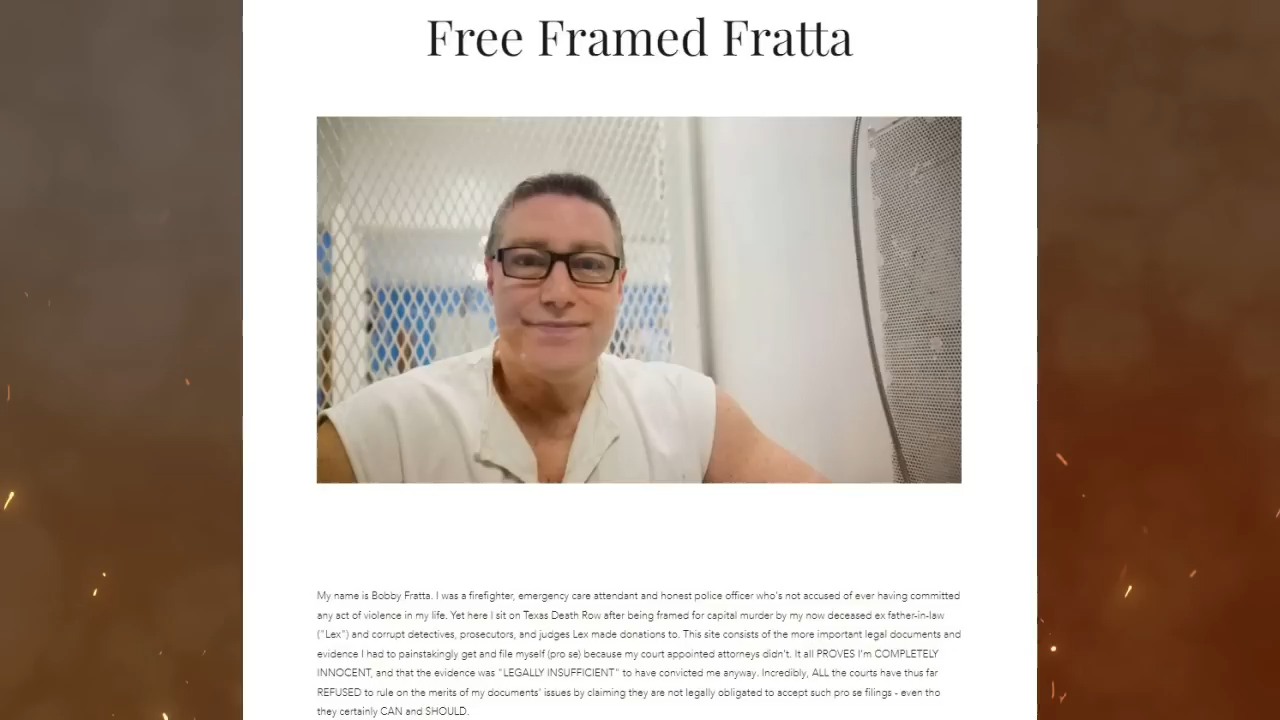 Free Framed Fratta
My name is Bobby Fratta. I was a firefighter, emergency care attendant and honest police officer who's not accused of ever having committed
any act of violence in my life. Yet here I sit on Texas Death Row after being framed for capital murder by my now deceased ex father-in-law
("Lex") and corrupt detectives, prosecutors, and judges Lex made donations to. This site consists of the more important legal documents and
evidence I had to painstakingly get and file myself (pro se) because my court appointed attorneys didn't. It all PROVES I'm COMPLETELY
INNOCENT, and that the evidence was "LEGALLY INSUFFICIENT" to have convicted me anyway. Incredibly, ALL the courts have thus far
REFUSED to rule on the merits of my documents' issues by claiming they are not legally obligated to accept such pro se filings - even tho
they certainly CAN and SHOULD.